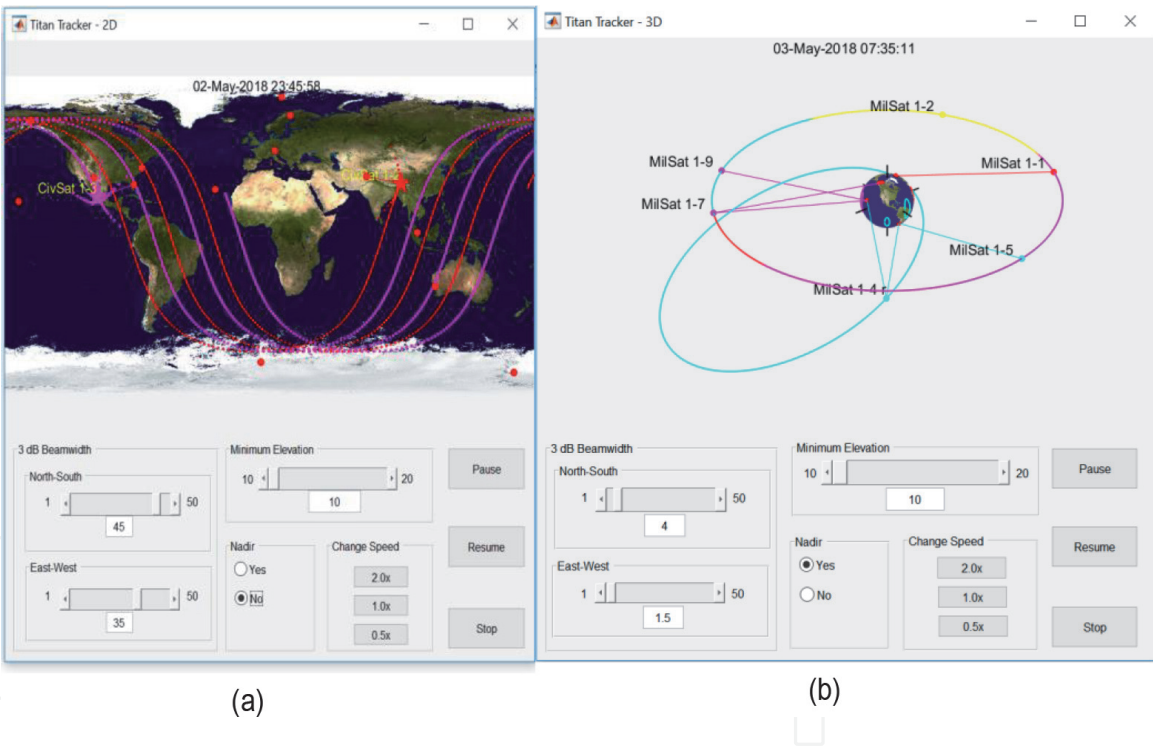 Titan Tracker - 2D
02-May-2018 23:45:58
CivSat 1-3
3 dB Beamwidth
North-South
1
50
45
East-West
1
50
35
Minimum Elevation
10
20
10
Nadir
Yes
No
Change Speed
2.0x
1.0x
0.5x
Pause
Resume
Stop
(a)
Titan Tracker - 3D
03-May-2018 07:35:11
MilSat 1-2
MilSat 1-9
MilSat 1-1
MilSat 1-7
MilSat 1-5
MilSat 1-4 r
3 dB Beamwidth
North-South
1
50
4
East-West
1
50
1.5
Minimum Elevation
10
20
10
Nadir
Yes
No
Change Speed
2.0x
1.0x
0.5x
Pause
Resume
Stop
(b)